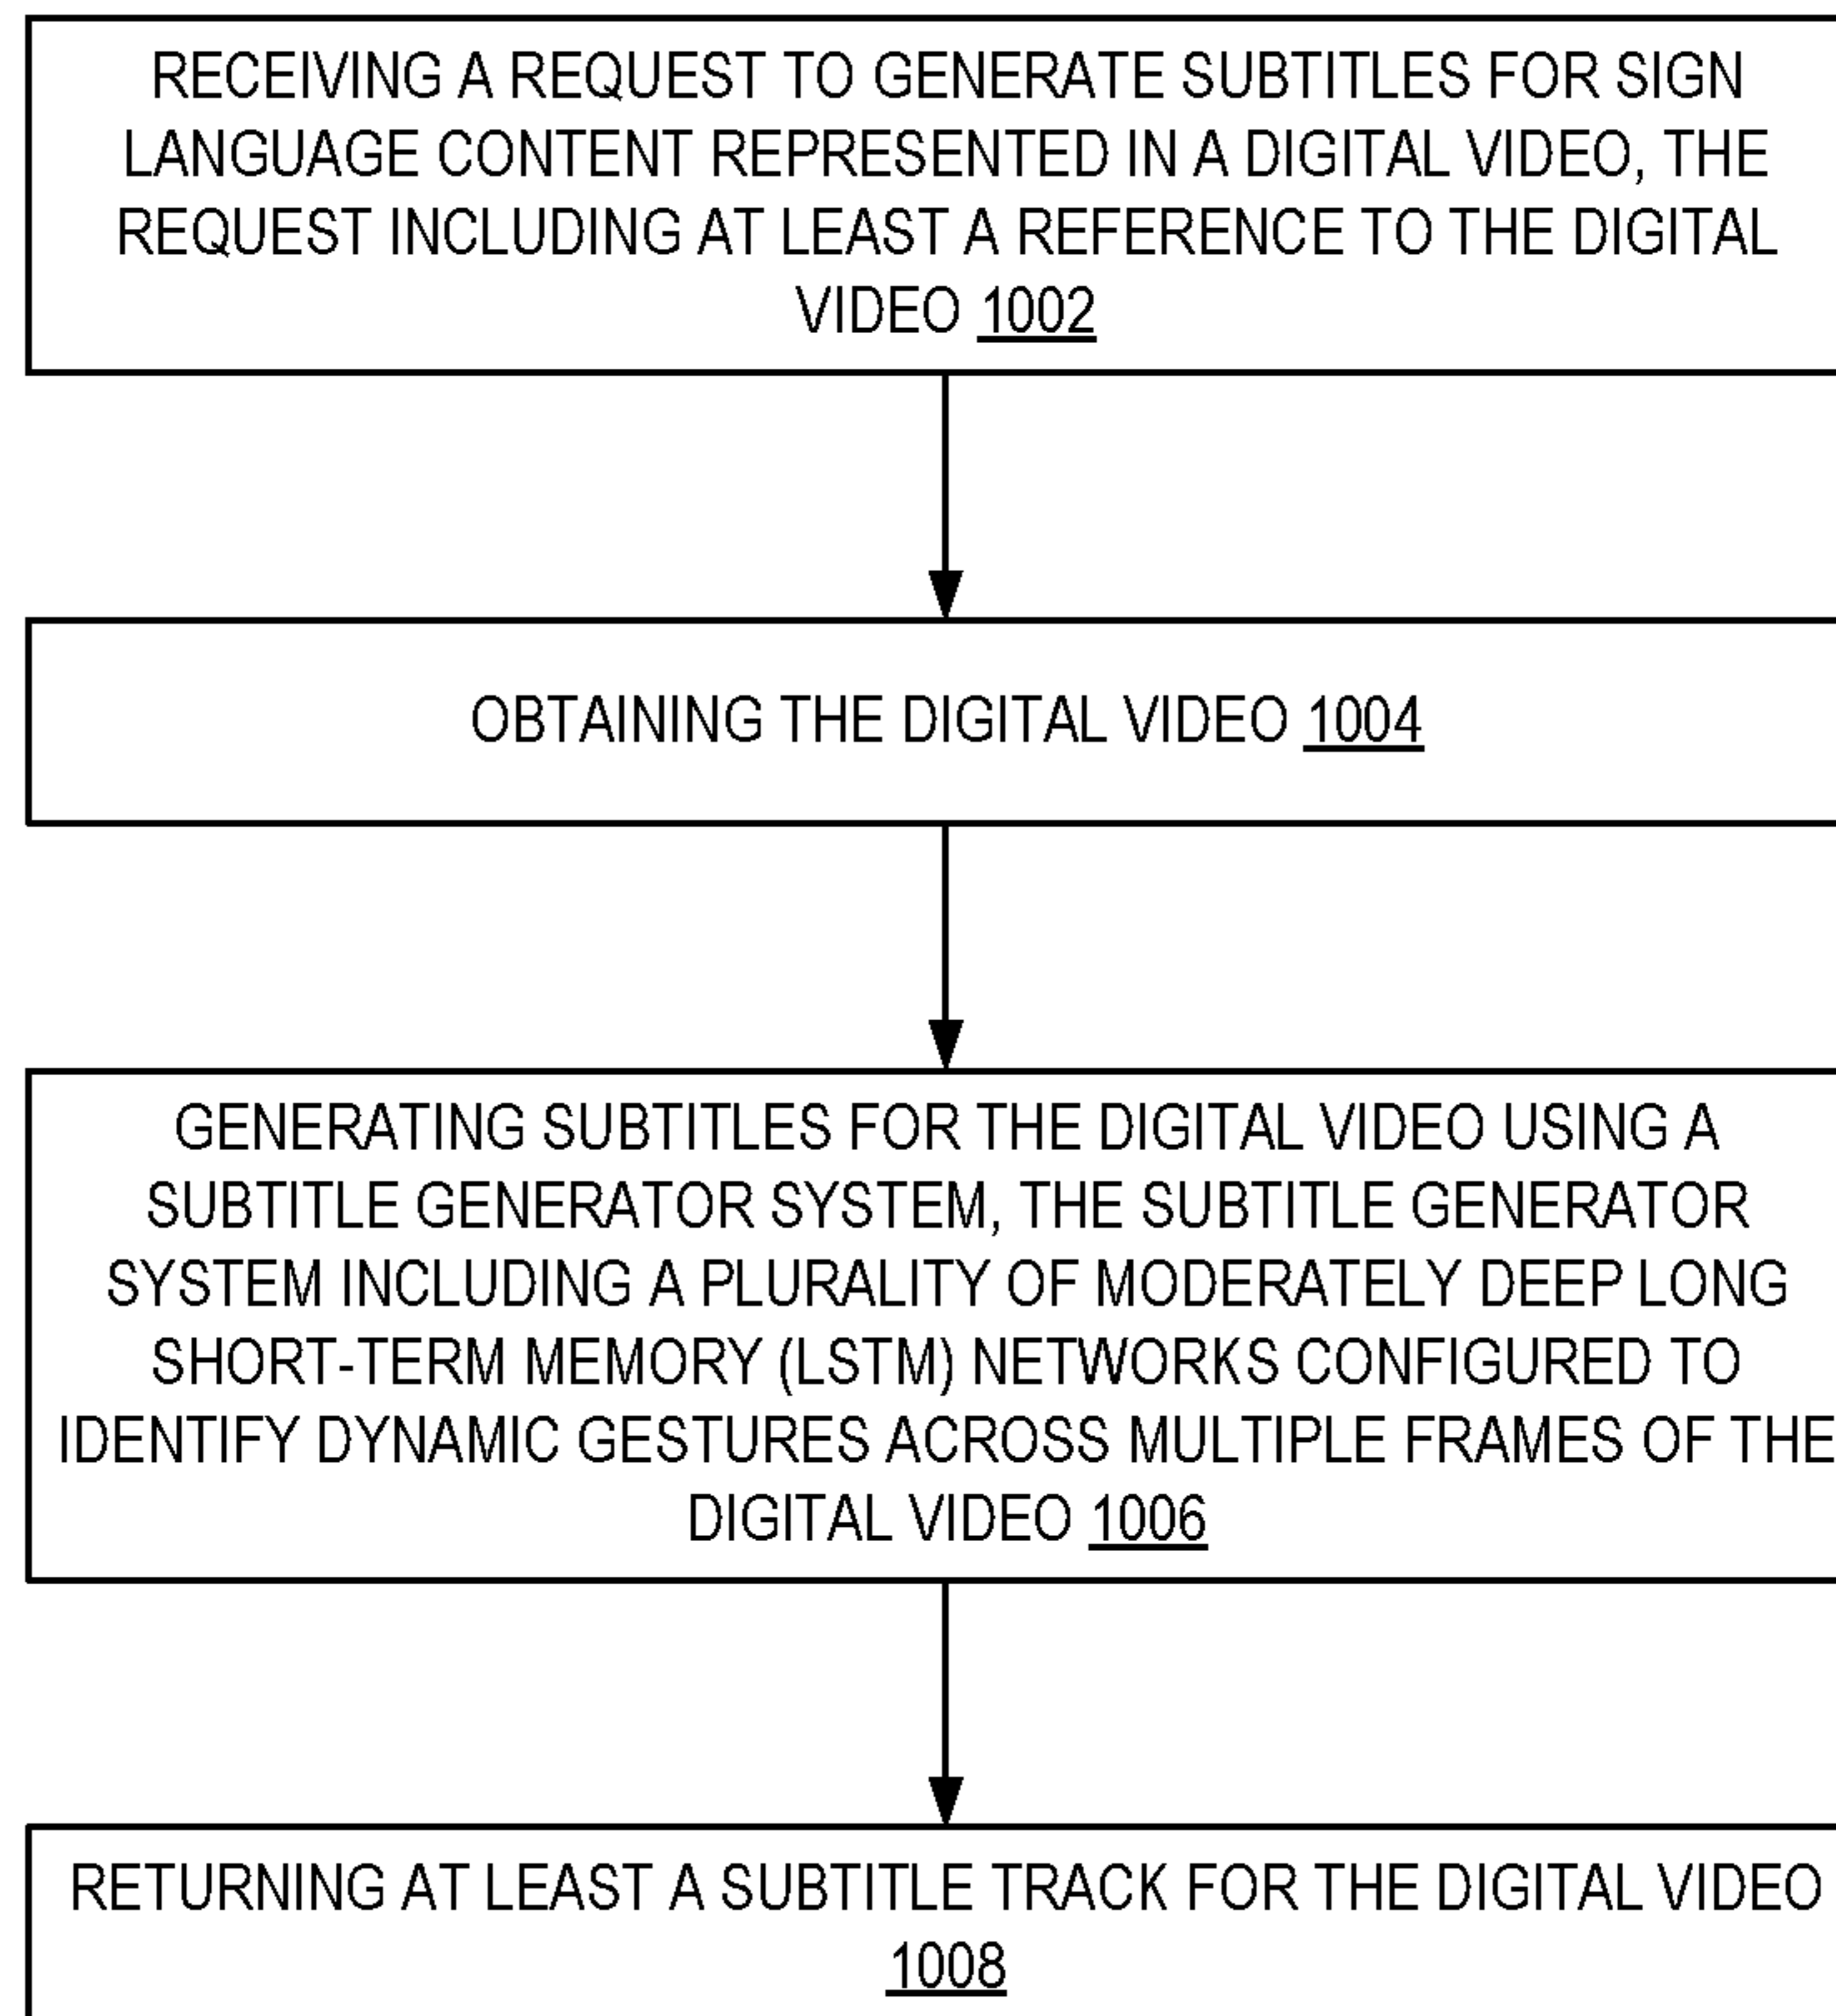 RECEIVING A REQUEST TO GENERATE SUBTITLES FOR SIGN
LANGUAGE CONTENT REPRESENTED IN A DIGITAL VIDEO, THE
REQUEST INCLUDING AT LEAST A REFERENCE TO THE DIGITAL
VIDEO 1002
OBTAINING THE DIGITAL VIDEO 1004
GENERATING SUBTITLES FOR THE DIGITAL VIDEO USING A
SUBTITLE GENERATOR SYSTEM, THE SUBTITLE GENERATOR
SYSTEM INCLUDING A PLURALITY OF MODERATELY DEEP LONG
SHORT-TERM MEMORY (LSTM) NETWORKS CONFIGURED TO
IDENTIFY DYNAMIC GESTURES ACROSS MULTIPLE FRAMES OF THE
DIGITAL VIDEO 1006
RETURNING AT LEAST A SUBTITLE TRACK FOR THE DIGITAL VIDEO
1008